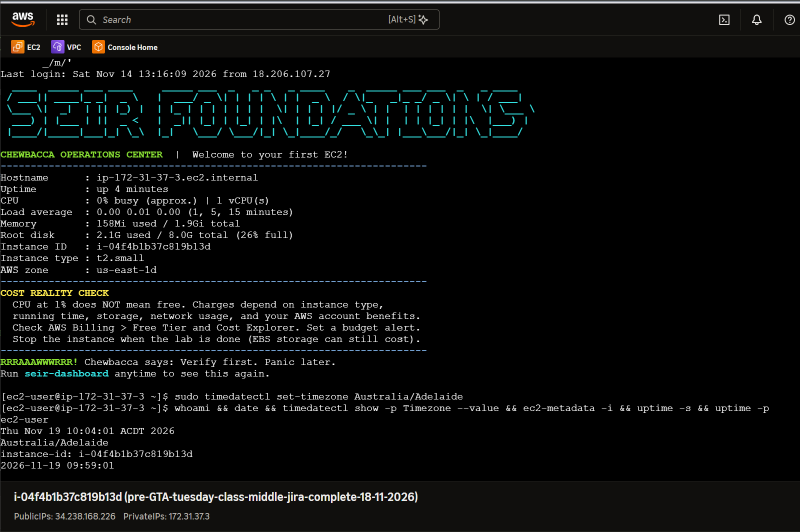 aws
Search
[Alt+S]
EC2
VPC
Console Home
_/m/'
Last login: Sat Nov 14 13:16:09 2026 from 18.206.107.27
SEIR FOUNDATIONS
CHEWBACCA OPERATIONS CENTER | Welcome to your first EC2!
---------------------------------------------------------------------
Hostname : ip-172-31-37-3.ec2.internal
Uptime : up 4 minutes
CPU : 0% busy (approx.) | 1 vCPU(s)
Load average : 0.00 0.01 0.00 (1, 5, 15 minutes)
Memory : 158Mi used / 1.9Gi total
Root disk : 2.1G used / 8.0G total (26% full)
Instance ID : i-04f4b1b37c819b13d
Instance type : t2.small
AWS zone : us-east-1d
---------------------------------------------------------------------
COST REALITY CHECK
CPU at 1% does NOT mean free. Charges depend on instance type,
running time, storage, network usage, and your AWS account benefits.
Check AWS Billing > Free Tier and Cost Explorer. Set a budget alert.
Stop the instance when the lab is done (EBS storage can still cost).
---------------------------------------------------------------------
RRRAAAWWWRRR! Chewbacca says: Verify first. Panic later.
Run seir-dashboard anytime to see this again.
[ec2-user@ip-172-31-37-3 ~]$ sudo timedatectl set-timezone Australia/Adelaide
[ec2-user@ip-172-31-37-3 ~]$ whoami && date && timedatectl show -p Timezone --value && ec2-metadata -i && uptime -s && uptime -p
ec2-user
Thu Nov 19 10:04:01 ACDT 2026
Australia/Adelaide
instance-id: i-04f4b1b37c819b13d
2026-11-19 09:59:01
i-04f4b1b37c819b13d (pre-GTA-tuesday-class-middle-jira-complete-18-11-2026)
PublicIPs: 34.238.168.226 PrivateIPs: 172.31.37.3